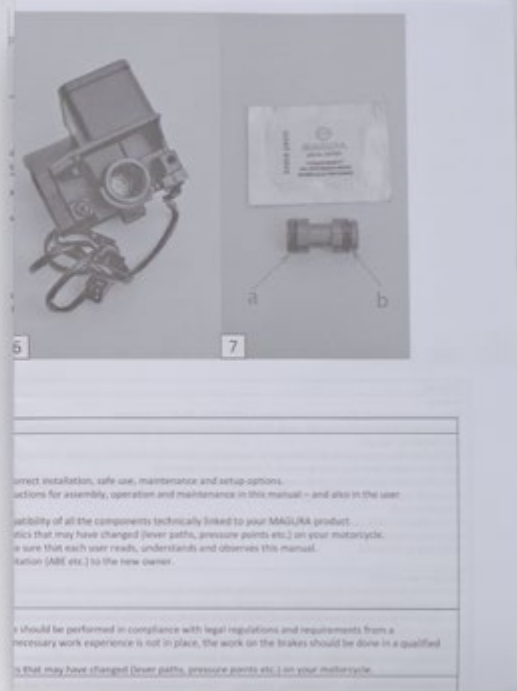 MAGURA
a
b
6
7
orrect installation, safe use, maintenance and setup options.
uctions for assembly, operation and maintenance in this manual – and also in the user
atibility of all the components technically linked to your MAGURA product.
stics that may have changed (lever paths, pressure points etc.) on your motorcycle.
e sure that each user reads, understands and observes this manual.
tation (ABE etc.) to the new owner.
s should be performed in compliance with legal regulations and requirements from a
necessary work experience is not in place, the work on the brakes should be done in a qualified
s that may have changed (lever paths, pressure points etc.) on your motorcycle.